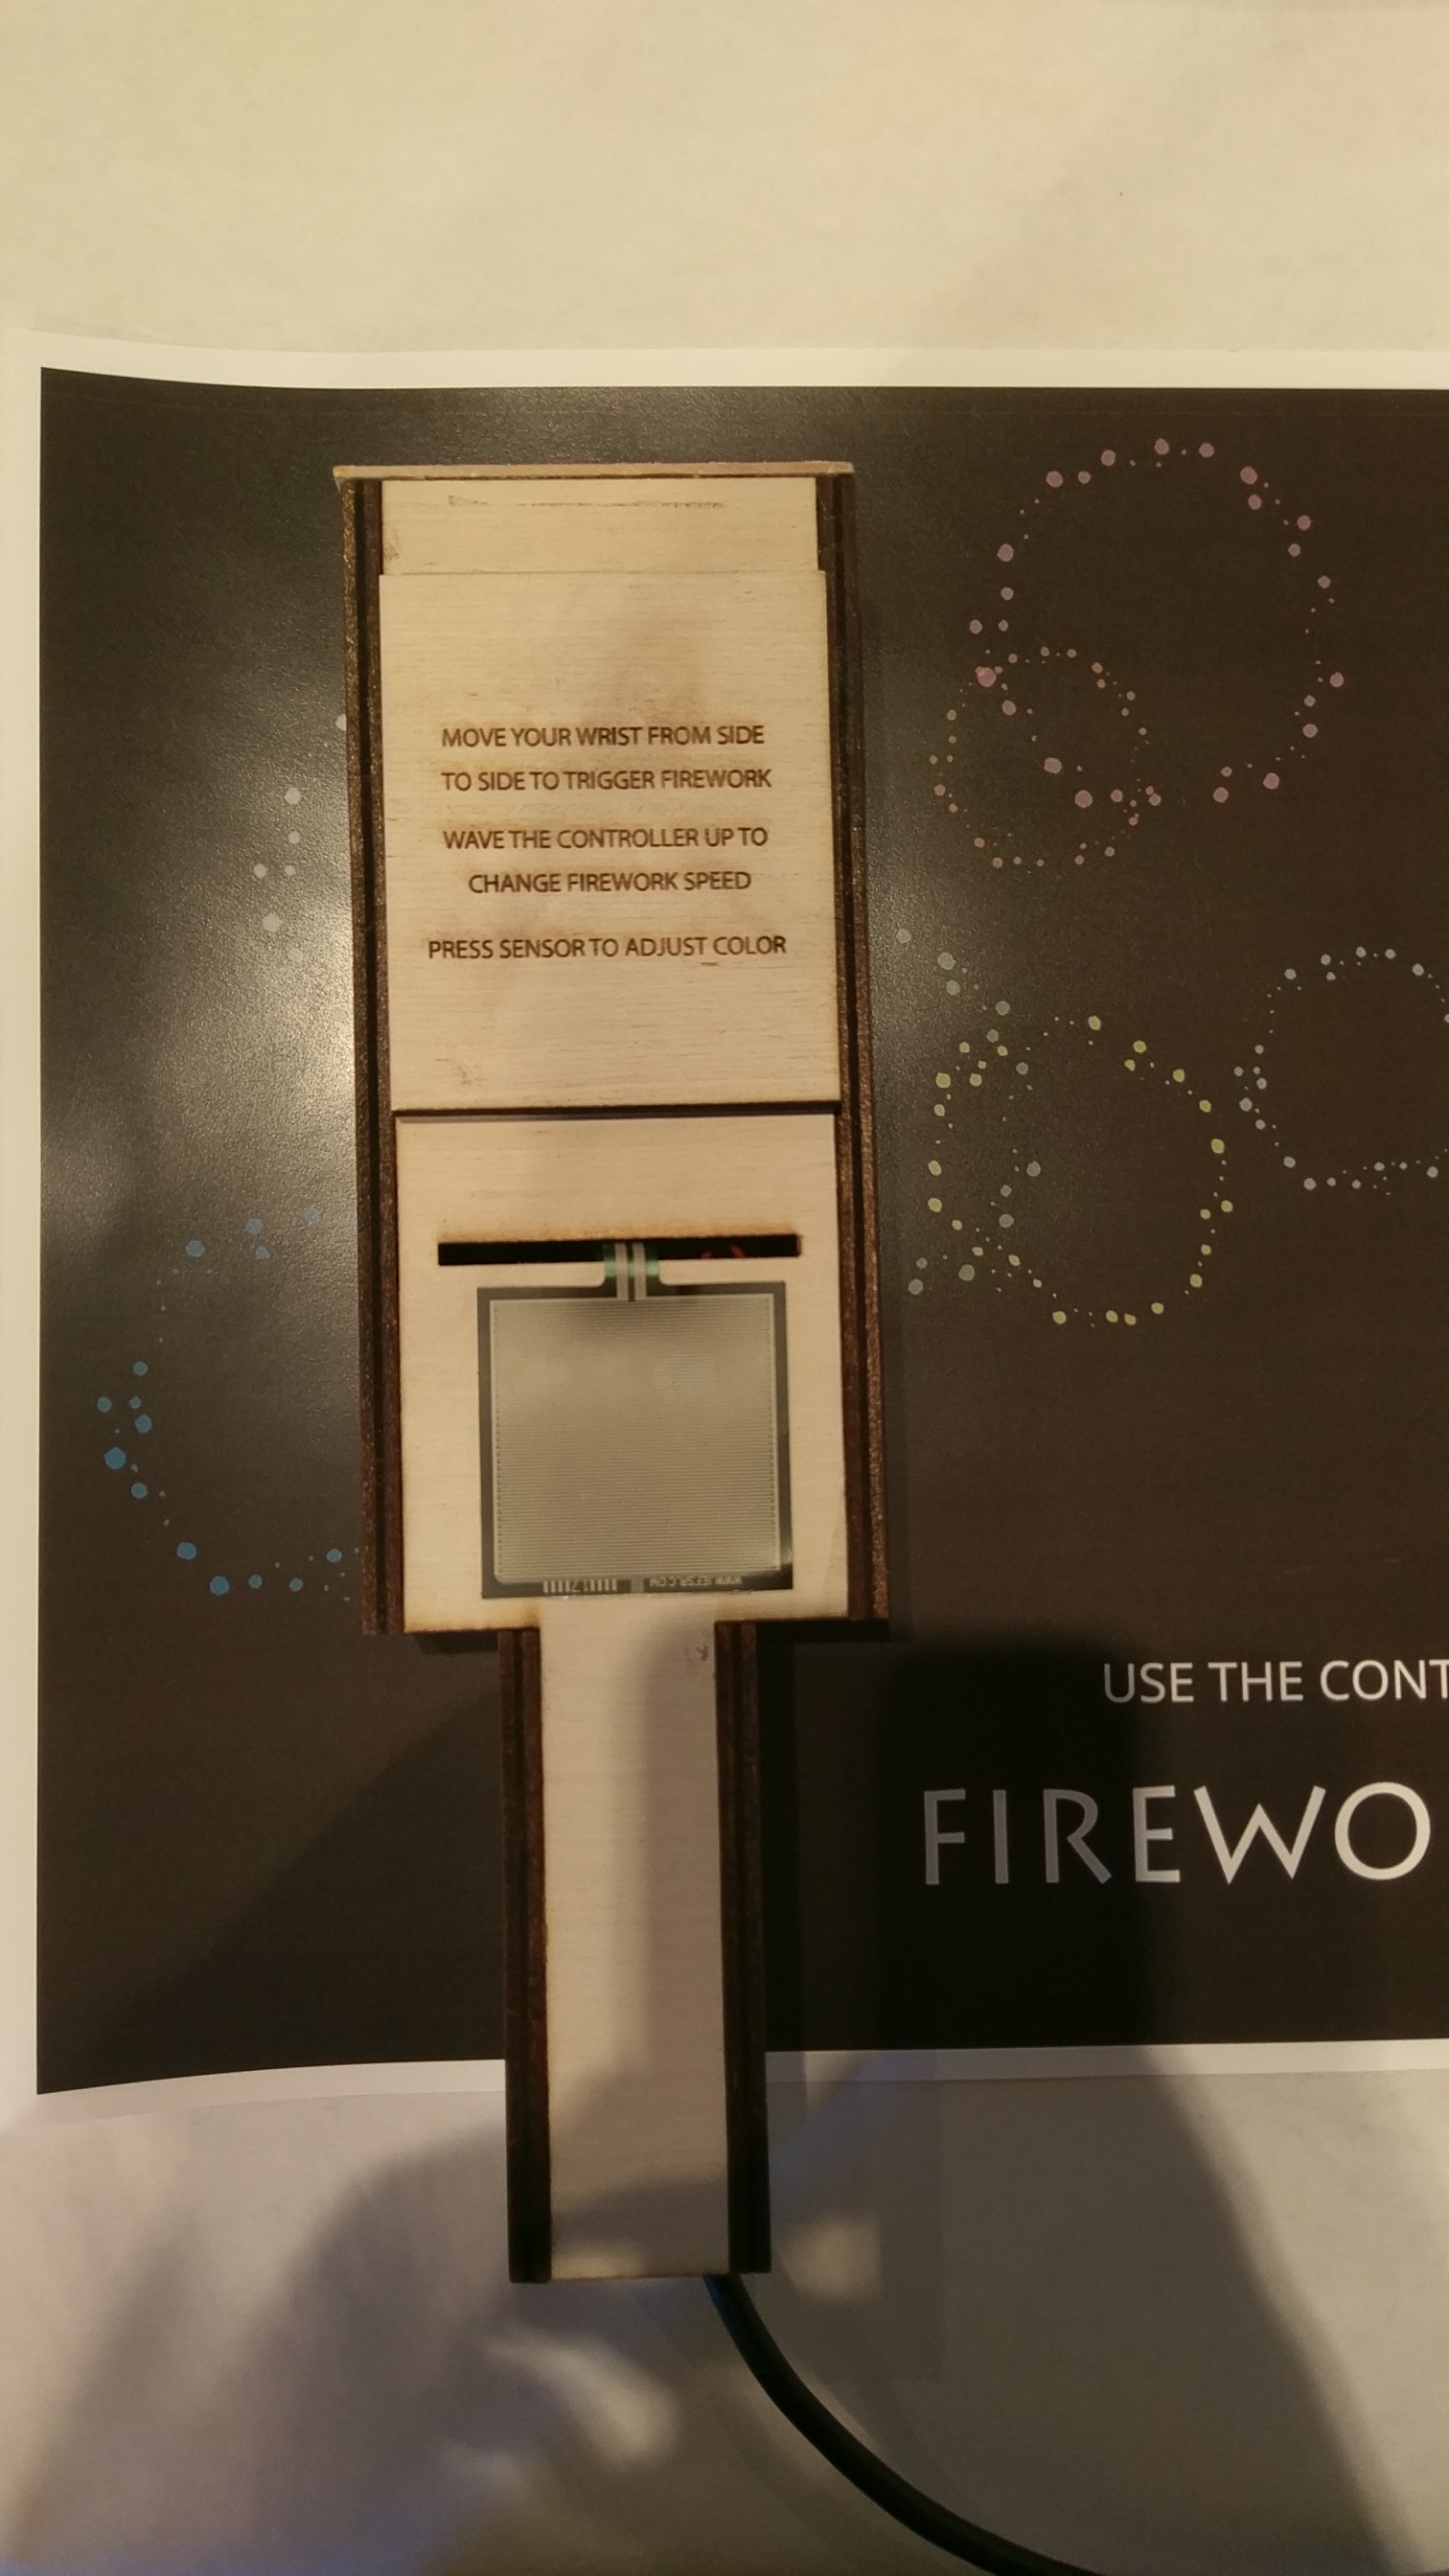 MOVE YOUR WRIST FROM SIDE
TO SIDE TO TRIGGER FIREWORK
WAVE THE CONTROLLER UP TO
CHANGE FIREWORK SPEED
PRESS SENSOR TO ADJUST COLOR
USE THE CONT
FIREWO